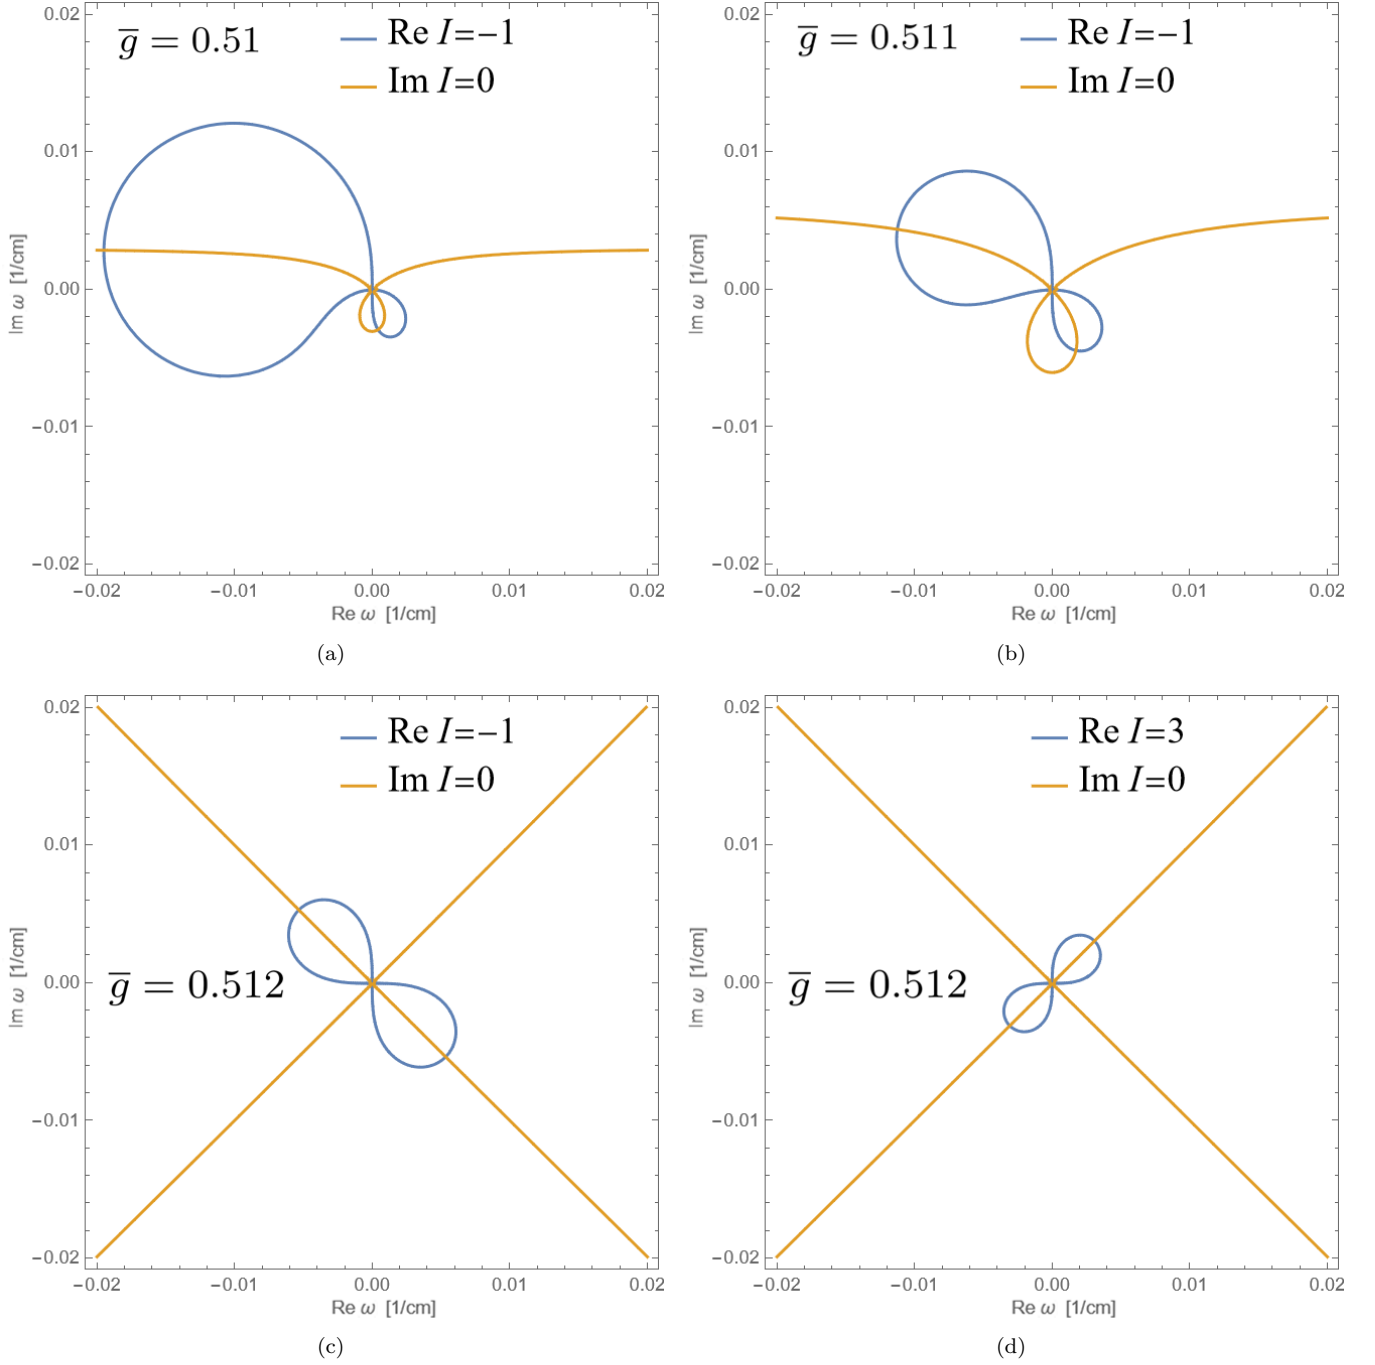 g̅ = 0.51
Re I=−1
Im I=0
0.02
0.01
0.00
−0.01
−0.02
Im ω [1/cm]
−0.02 −0.01 0.00 0.01 0.02
Re ω [1/cm]
(a)
g̅ = 0.511
Re I=−1
Im I=0
0.02
0.01
0.00
−0.01
−0.02
Im ω [1/cm]
−0.02 −0.01 0.00 0.01 0.02
Re ω [1/cm]
(b)
Re I=−1
Im I=0
g̅ = 0.512
0.02
0.01
0.00
−0.01
−0.02
Im ω [1/cm]
−0.02 −0.01 0.00 0.01 0.02
Re ω [1/cm]
(c)
Re I=3
Im I=0
g̅ = 0.512
0.02
0.01
0.00
−0.01
−0.02
Im ω [1/cm]
−0.02 −0.01 0.00 0.01 0.02
Re ω [1/cm]
(d)